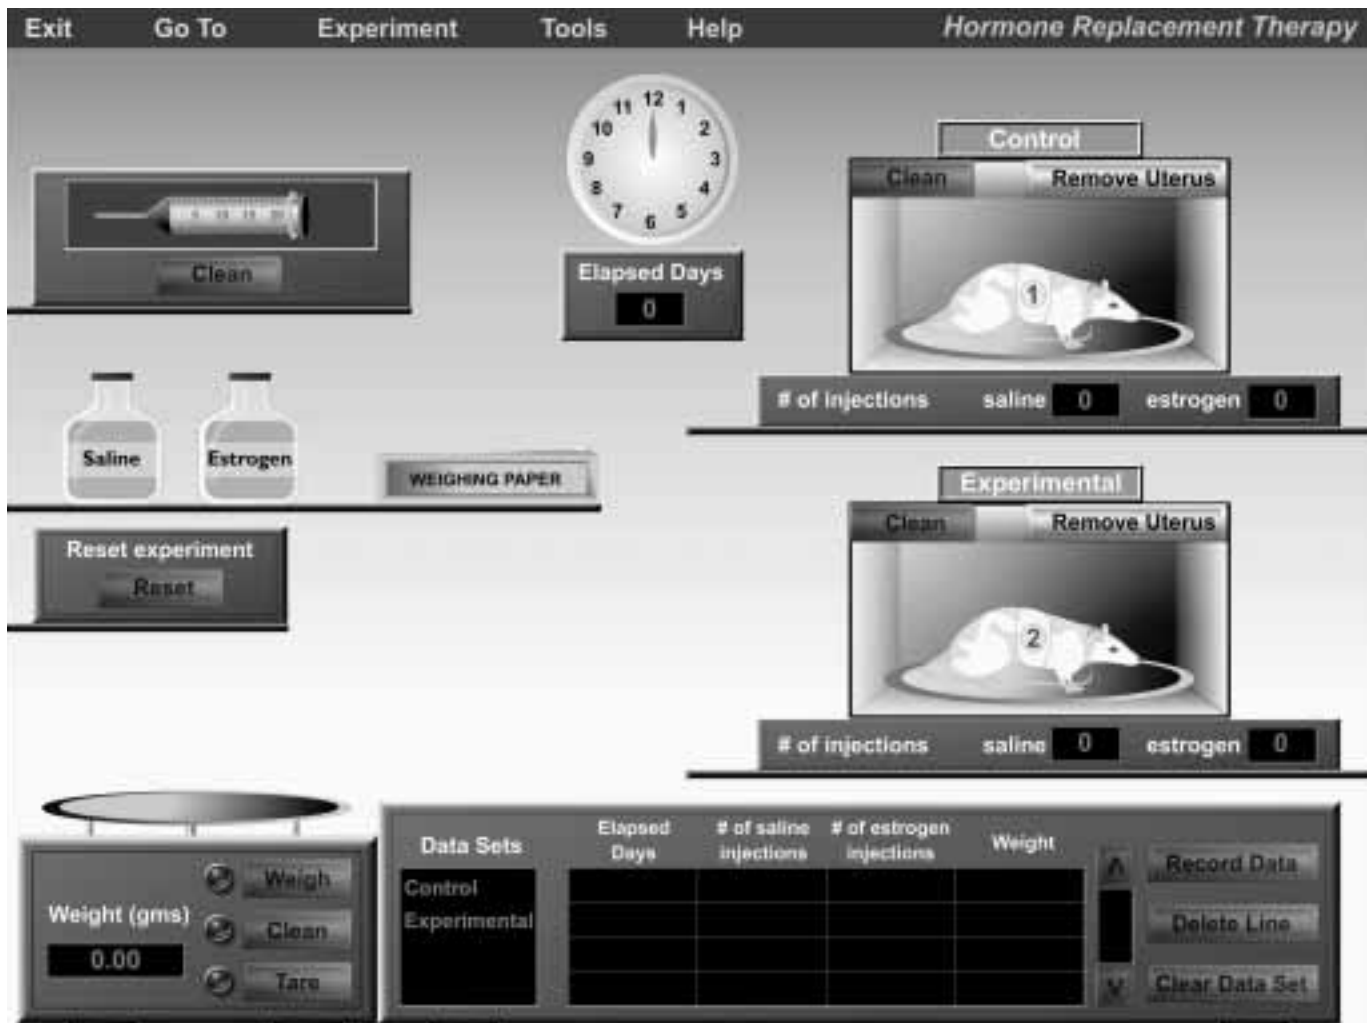 Exit Go To Experiment Tools Help Hormone Replacement Therapy
12
11 1
10 2
9 3
8 4
7 5
6
Control
Clean Remove Uterus
1
# of injections saline 0 estrogen 0
Clean
Elapsed Days
0
Saline Estrogen
WEIGHING PAPER
Experimental
Clean Remove Uterus
2
# of injections saline 0 estrogen 0
Reset experiment
Reset
Weight (gms)
0.00
Weigh
Clean
Tare
Data Sets
Control
Experimental
Elapsed Days
# of saline injections
# of estrogen injections
Weight
Record Data
Delete Line
Clear Data Set